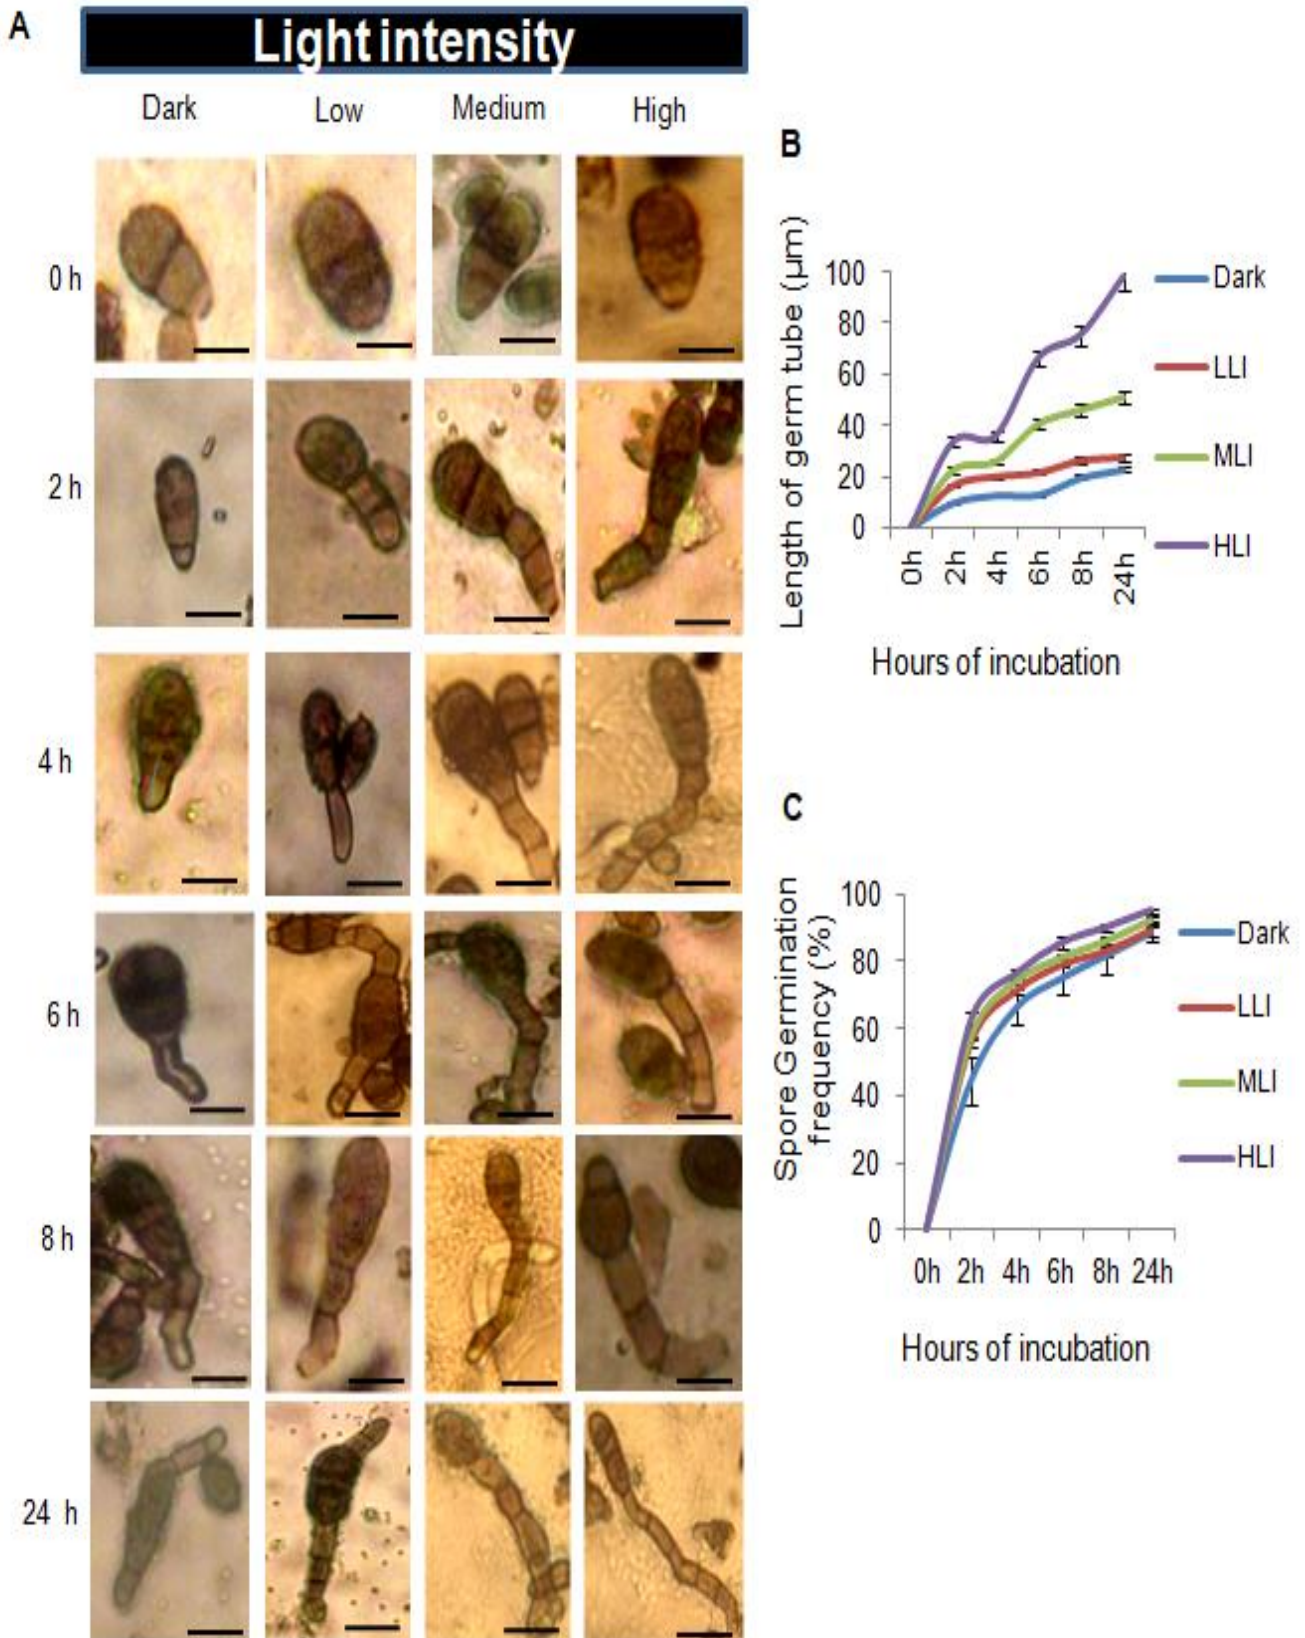 A
Light intensity
Dark Low Medium High
0 h
2 h
4 h
6 h
8 h
24 h
B
Length of germ tube (µm)
100
80
60
40
20
0
0h 2h 4h 6h 8h 24h
Hours of incubation
Dark
LLI
MLI
HLI
C
Spore Germination
frequency (%)
100
80
60
40
20
0
0h 2h 4h 6h 8h 24h
Hours of incubation
Dark
LLI
MLI
HLI